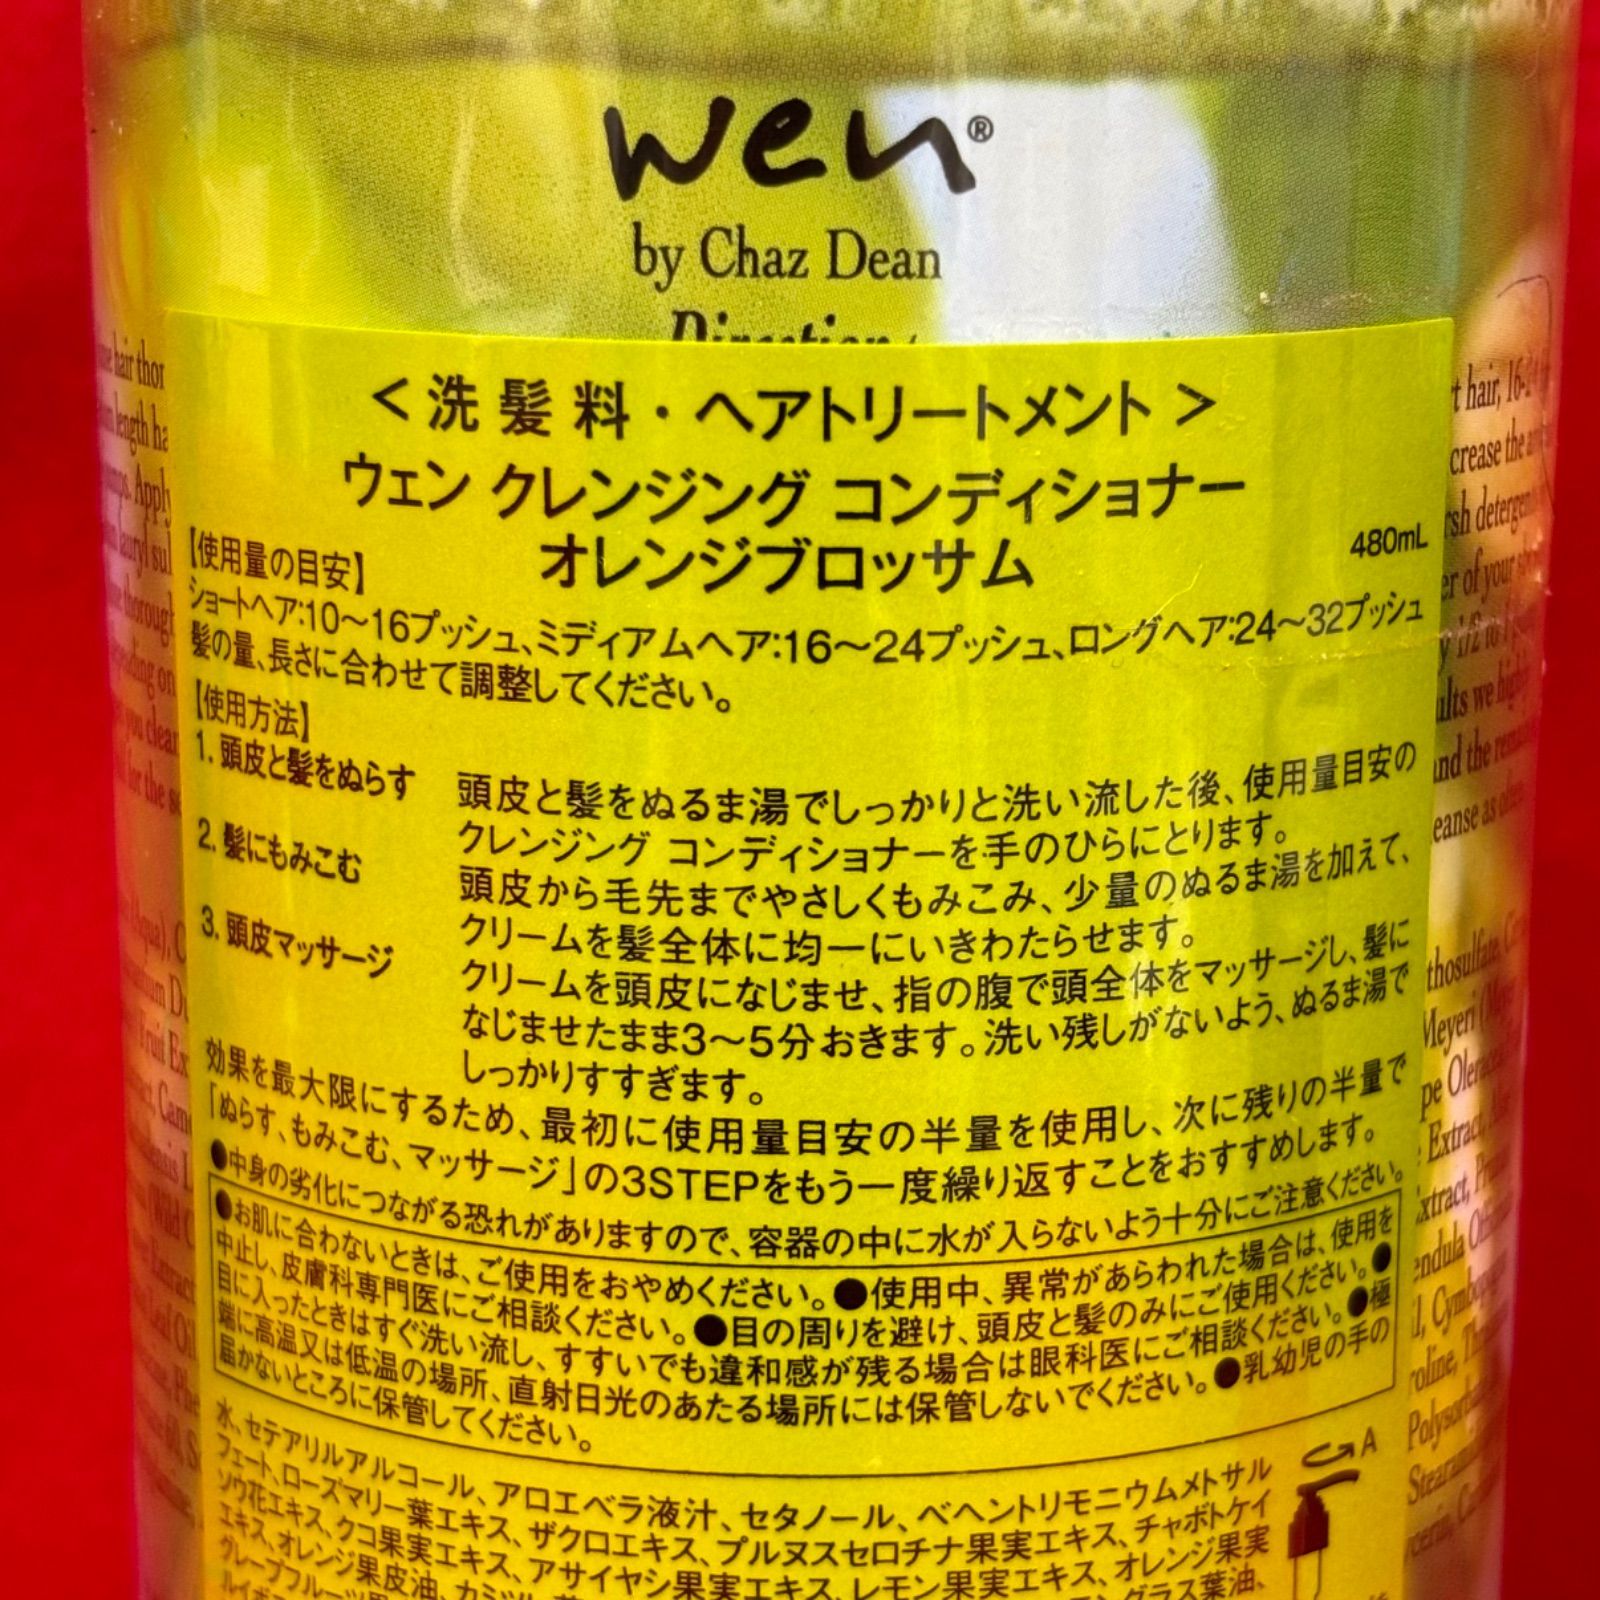 wen®
by Chaz Dean
＜洗髪料・ヘアトリートメント＞
ウェン クレンジング コンディショナー
オレンジブロッサム
480mL
【使用量の目安】
ショートヘア:10〜16プッシュ、ミディアムヘア:16〜24プッシュ、ロングヘア:24〜32プッシュ
髪の量、長さに合わせて調整してください。
【使用方法】
1. 頭皮と髪をぬらす
頭皮と髪をぬるま湯でしっかりと洗い流した後、使用量目安の
クレンジング コンディショナーを手のひらにとります。
2. 髪にもみこむ
頭皮から毛先までやさしくもみこみ、少量のぬるま湯を加えて、
クリームを髪全体に均一にいきわたらせます。
3. 頭皮マッサージ
クリームを頭皮になじませ、指の腹で頭全体をマッサージし、髪に
なじませたまま3〜5分おきます。洗い残しがないよう、ぬるま湯で
しっかりすすぎます。
効果を最大限にするため、最初に使用量目安の半量を使用し、次に残りの半量で
「ぬらす、もみこむ、マッサージ」の3STEPをもう一度繰り返すことをおすすめします。
●中身の劣化につながる恐れがありますので、容器の中に水が入らないよう十分にご注意ください。
●お肌に合わないときは、ご使用をおやめください。●使用中、異常があらわれた場合は、使用を
中止し、皮膚科専門医にご相談ください。●目の周りを避け、頭皮と髪のみにご使用ください。●
目に入ったときはすぐ洗い流し、すすいでも違和感が残る場合は眼科医にご相談ください。●極
端に高温又は低温の場所、直射日光のあたる場所には保管しないでください。●乳幼児の手の
届かないところに保管してください。
水、セテアリルアルコール、アロエベラ液汁、セタノール、ベヘントリモニウムメトサル
フェート、ローズマリー葉エキス、ザクロエキス、プルヌスセロチナ果実エキス、チャボトケイ
ソウ花エキス、クコ果実エキス、アサイヤシ果実エキス、レモン果実エキス、オレンジ果実
エキス、オレンジ果皮油、
A